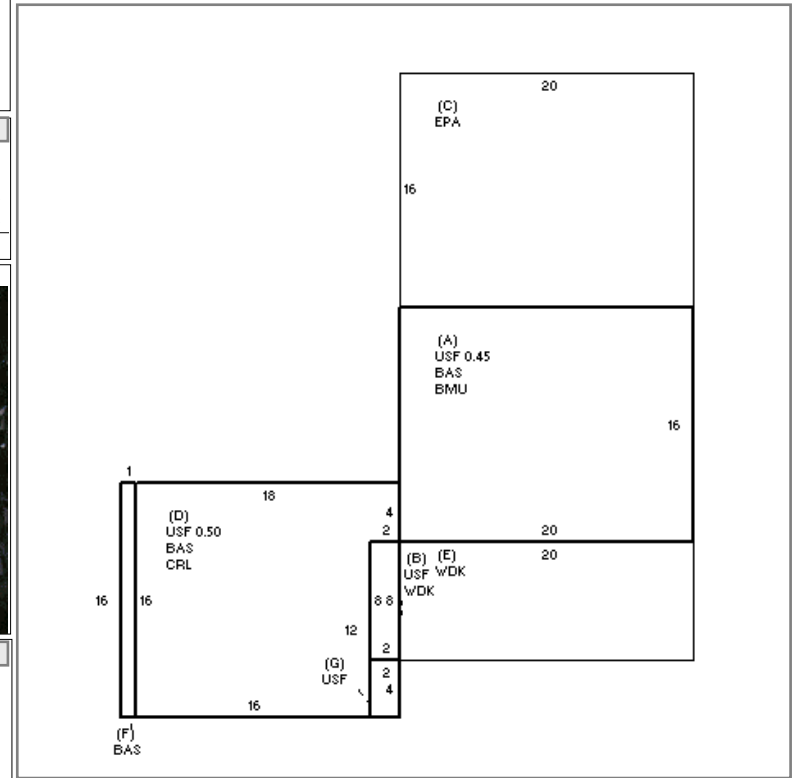 20
(C)
EPA
16
(A)
USF 0.45
BAS
BMU
16
1
18
(D)
USF 0.50
BAS
CRL
4
2
20
20
(B)
USF
WDK
(E)
WDK
16
16
8 8
12
2
(G)
USF
2
4
16
(F)
BAS